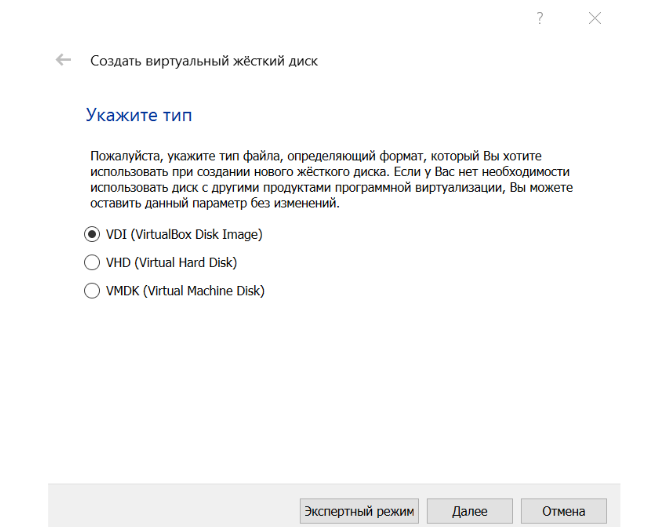 ?
Создать виртуальный жёсткий диск
Укажите тип
Пожалуйста, укажите тип файла, определяющий формат, который Вы хотите
использовать при создании нового жёсткого диска. Если у Вас нет необходимости
использовать диск с другими продуктами программной виртуализации, Вы можете
оставить данный параметр без изменений.
VDI (VirtualBox Disk Image)
VHD (Virtual Hard Disk)
VMDK (Virtual Machine Disk)
Экспертный режим Далее Отмена